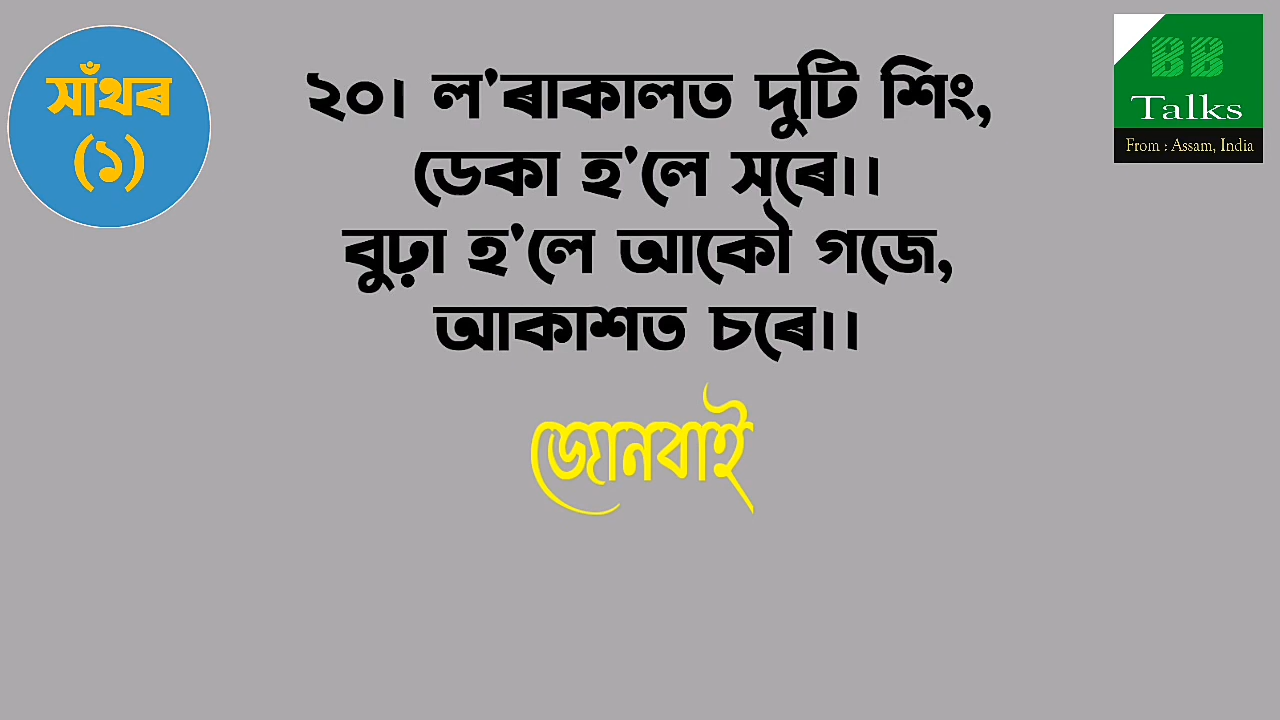 সাঁথৰ
(১)
২০। ল'ৰাকালত দুটি শিং,
ডেকা হ'লে সৰে।।
বুঢ়া হ'লে আকৌ গজে,
আকাশত চৰে।।
জোনবাই
BB
Talks
From : Assam, India